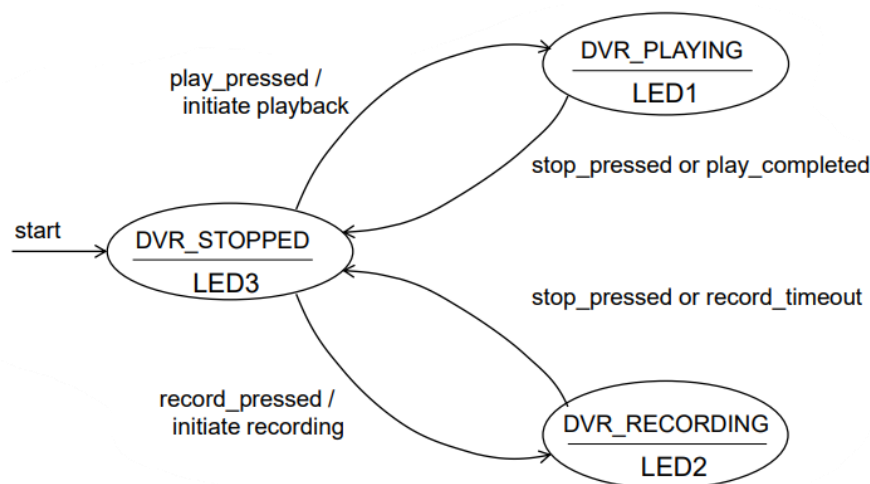 DVR_PLAYING
LED1
play_pressed /
initiate playback
stop_pressed or play_completed
start
DVR_STOPPED
LED3
stop_pressed or record_timeout
record_pressed /
initiate recording
DVR_RECORDING
LED2